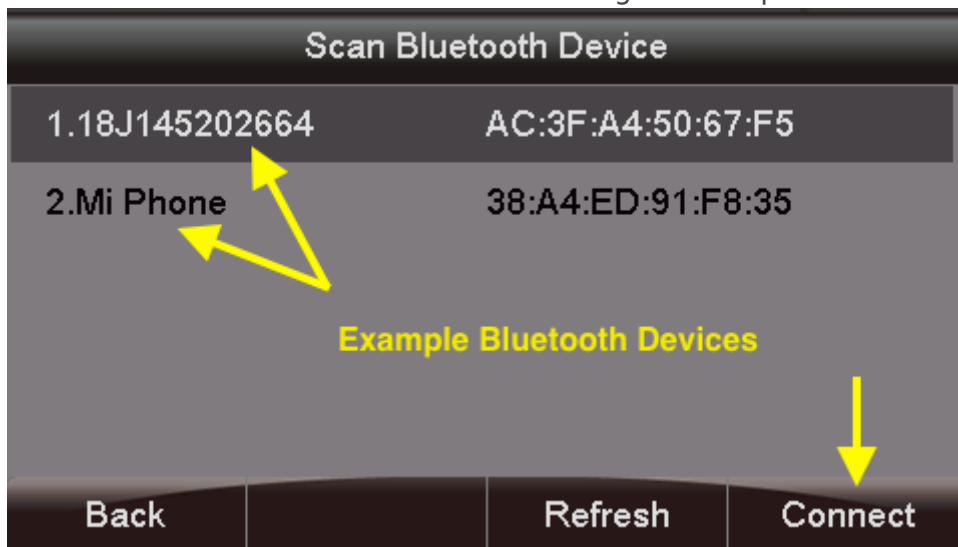 Scan Bluetooth Device
1.18J145202664 AC:3F:A4:50:67:F5
2.Mi Phone 38:A4:ED:91:F8:35
Example Bluetooth Devices
Back Refresh Connect